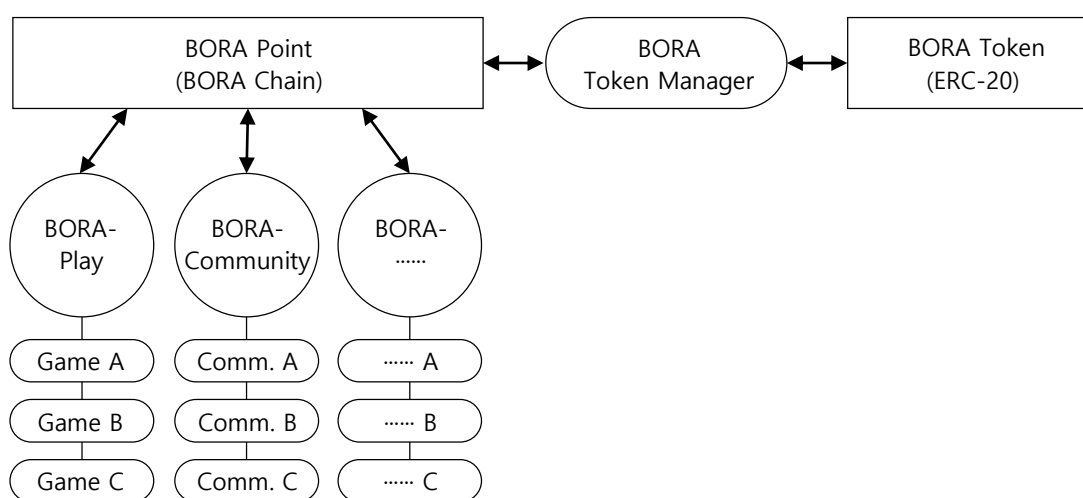 BORA Point
(BORA Chain)
BORA
Token Manager
BORA Token
(ERC-20)
BORA-
Play
BORA-
Community
BORA-
......
Game A
Comm. A
...... A
Game B
Comm. B
...... B
Game C
Comm. C
...... C